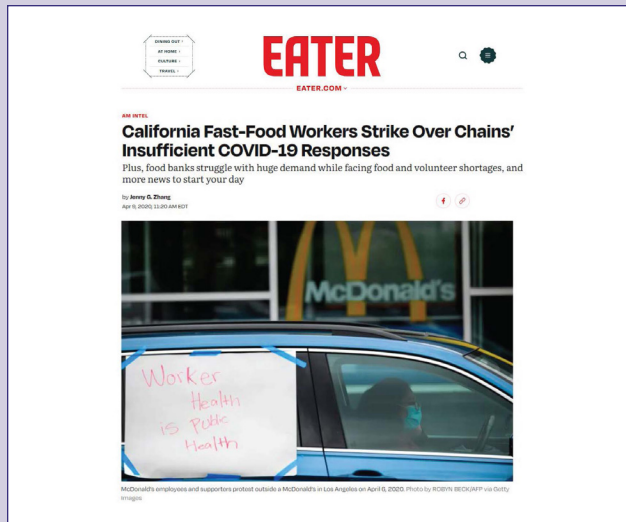 DINING OUT ›
AT HOME ›
CULTURE ›
TRAVEL ›
EATER
EATER.COM
AM INTEL
California Fast-Food Workers Strike Over Chains’
Insufficient COVID-19 Responses
Plus, food banks struggle with huge demand while facing food and volunteer shortages, and
more news to start your day
by Jenny G. Zhang
Apr 9, 2020, 11:20 AM EDT
McDonald's
Worker
Health
is Public
Health
McDonald’s employees and supporters protest outside a McDonald’s in Los Angeles on April 6, 2020. Photo by ROBYN BECK/AFP via Getty
Images